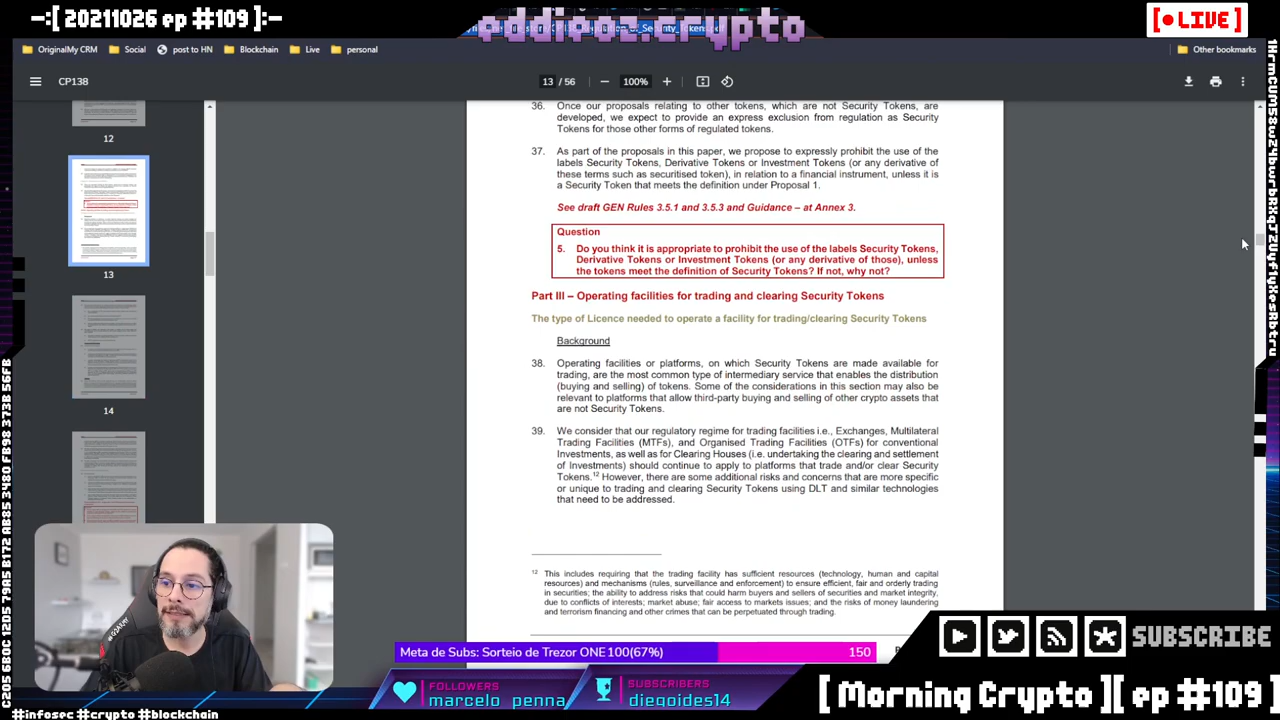 -[ 20211026 ep #109 ]:-
eddieoz.crypto
[ LIVE ]
OriginalMy CRM
Social
post to HN
Blockchain
Live
personal
Other bookmarks
CP138
13 / 56
100%
12
13
14
36. Once our proposals relating to other tokens, which are not Security Tokens, are
developed, we expect to provide an express exclusion from regulation as Security
Tokens for those other forms of regulated tokens.
37. As part of the proposals in this paper, we propose to expressly prohibit the use of the
labels Security Tokens, Derivative Tokens or Investment Tokens (or any derivative of
these terms such as securitised token), in relation to a financial instrument, unless it is
a Security Token that meets the definition under Proposal 1.
See draft GEN Rules 3.5.1 and 3.5.3 and Guidance – at Annex 3.
Question
5. Do you think it is appropriate to prohibit the use of the labels Security Tokens,
Derivative Tokens or Investment Tokens (or any derivative of those), unless
the tokens meet the definition of Security Tokens? If not, why not?
Part III – Operating facilities for trading and clearing Security Tokens
The type of Licence needed to operate a facility for trading/clearing Security Tokens
Background
38. Operating facilities or platforms, on which Security Tokens are made available for
trading, are the most common type of intermediary service that enables the distribution
(buying and selling) of tokens. Some of the considerations in this section may also be
relevant to platforms that allow third-party buying and selling of other crypto assets that
are not Security Tokens.
39. We consider that our regulatory regime for trading facilities i.e., Exchanges, Multilateral
Trading Facilities (MTFs), and Organised Trading Facilities (OTFs) for conventional
Investments, as well as for Clearing Houses (i.e. undertaking the clearing and settlement
of Investments) should continue to apply to platforms that trade and/or clear Security
Tokens.12 However, there are some additional risks and concerns that are more specific
or unique to trading and clearing Security Tokens using DLT and similar technologies
that need to be addressed.
12 This includes requiring that the trading facility has sufficient resources (technology, human and capital
resources) and mechanisms (rules, surveillance and enforcement) to ensure efficient, fair and orderly trading
in securities; the ability to address risks that could harm buyers and sellers of securities and market integrity,
due to conflicts of interests; market abuse; fair access to markets issues; and the risks of money laundering
and terrorism financing and other crimes that can be perpetuated through trading.
Meta de Subs: Sorteio de Trezor ONE 100(67%)
150
SUBSCRIBE
FOLLOWERS
marcelo_penna_
SUBSCRIBERS
diegoides14
[ Morning Crypto ][ ep #109 ]
#crypto #blockchain